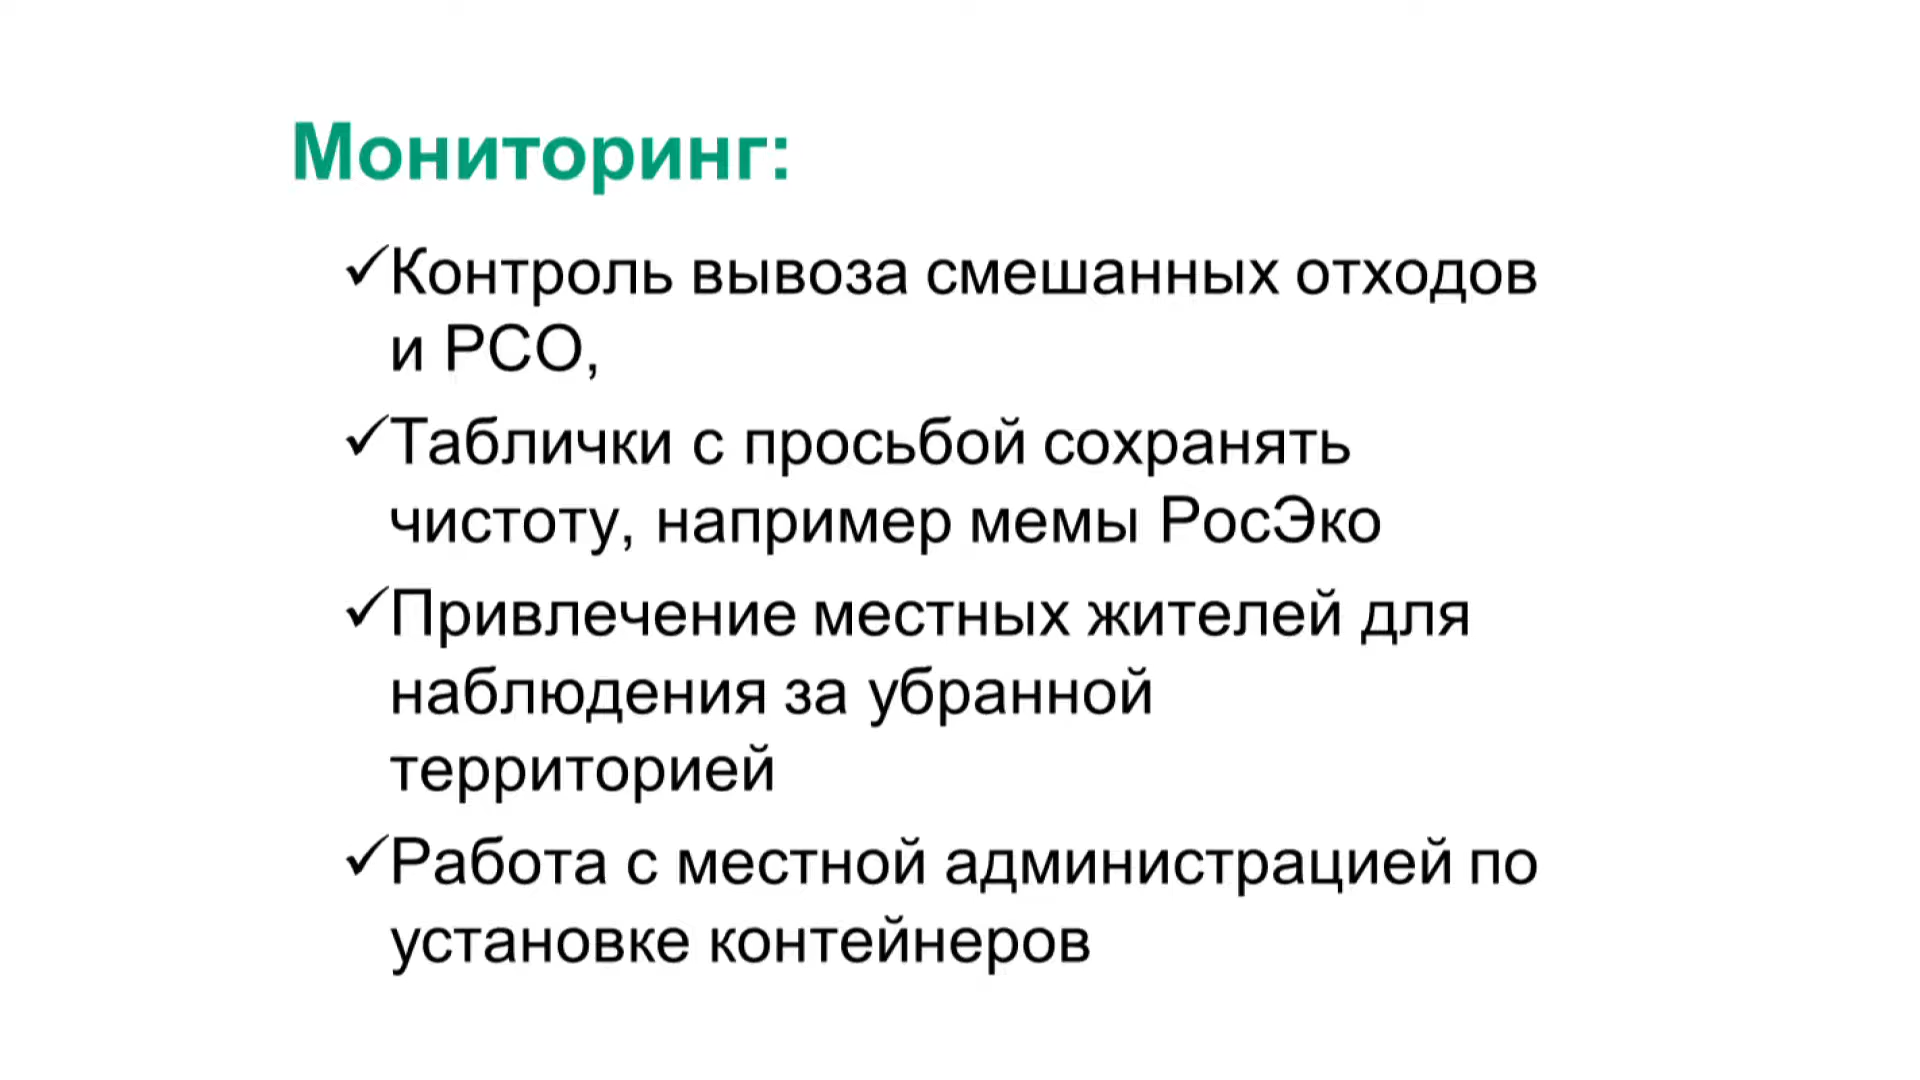 Мониторинг:
✓Контроль вывоза смешанных отходов
и РСО,
✓Таблички с просьбой сохранять
чистоту, например мемы РосЭко
✓Привлечение местных жителей для
наблюдения за убранной
территорией
✓Работа с местной администрацией по
установке контейнеров